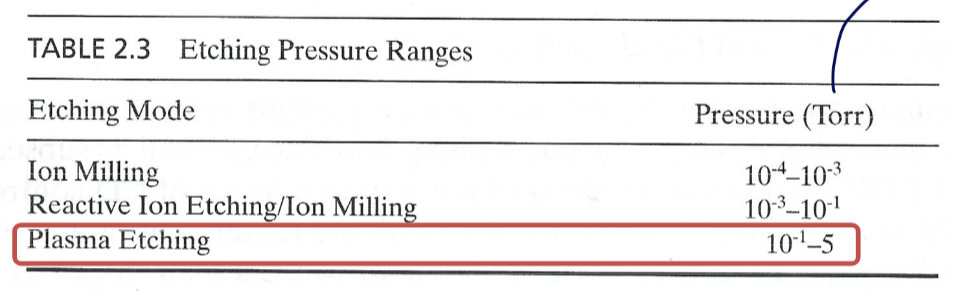 TABLE 2.3 Etching Pressure Ranges
Etching Mode Pressure (Torr)
Ion Milling 10⁻⁴–10⁻³
Reactive Ion Etching/Ion Milling 10⁻³–10⁻¹
Plasma Etching 10⁻¹–5